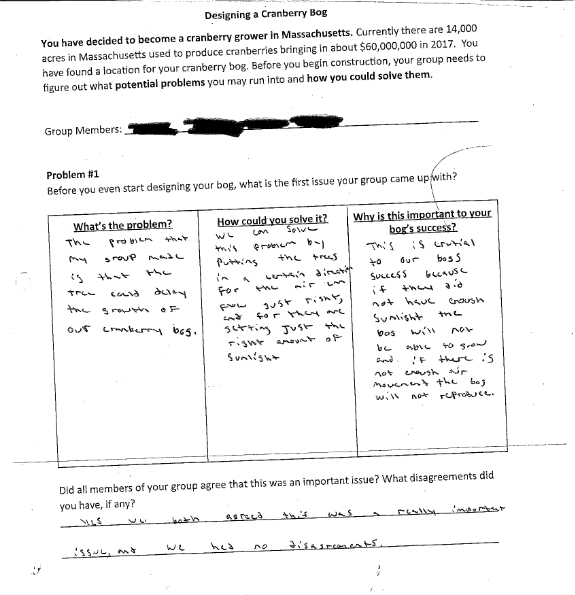 Designing a Cranberry Bog
You have decided to become a cranberry grower in Massachusetts. Currently there are 14,000
acres in Massachusetts used to produce cranberries bringing in about $60,000,000 in 2017. You
have found a location for your cranberry bog. Before you begin construction, your group needs to
figure out what potential problems you may run into and how you could solve them.
Group Members:
Problem #1
Before you even start designing your bog, what is the first issue your group came up with?
What's the problem?
The problem that
my group made
is that the
tree could delay
the growth of
our cranberry bog.
How could you solve it?
We can solve
this problem by
putting the trees
in a certain direction
for the air can
flow just right,
and for they are
getting just the
right amount of
sunlight
Why is this important to your
bog's success?
This is crutial
to our bogs
success because
if they did
not have enough
sunlight the
bog will not
be able to grow
and if there is
not enough air
movement the bog
will not reproduce.
Did all members of your group agree that this was an important issue? What disagreements did
you have, if any?
Yes we both agreed this was a really important
issue, and we had no disagreements.